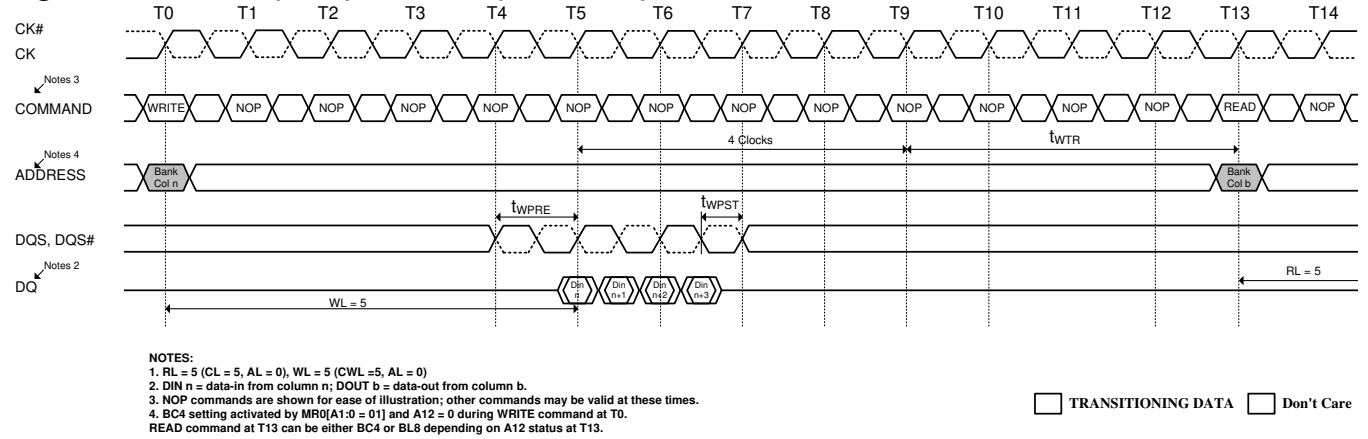 T0 T1 T2 T3 T4 T5 T6 T7 T8 T9 T10 T11 T12 T13 T14
CK#
CK
Notes 3
COMMAND WRITE NOP NOP NOP NOP NOP NOP NOP NOP NOP NOP NOP NOP READ NOP
4 Clocks tWTR
Notes 4
ADDRESS
Bank Col n
Bank Col b
tWPRE tWPST
DQS, DQS#
Notes 2
DQ
Din n
Din n+1
Din n+2
Din n+3
RL = 5
WL = 5
NOTES:
1. RL = 5 (CL = 5, AL = 0), WL = 5 (CWL =5, AL = 0)
2. DIN n = data-in from column n; DOUT b = data-out from column b.
3. NOP commands are shown for ease of illustration; other commands may be valid at these times.
4. BC4 setting activated by MR0[A1:0 = 01] and A12 = 0 during WRITE command at T0.
READ command at T13 can be either BC4 or BL8 depending on A12 status at T13.
TRANSITIONING DATA Don't Care